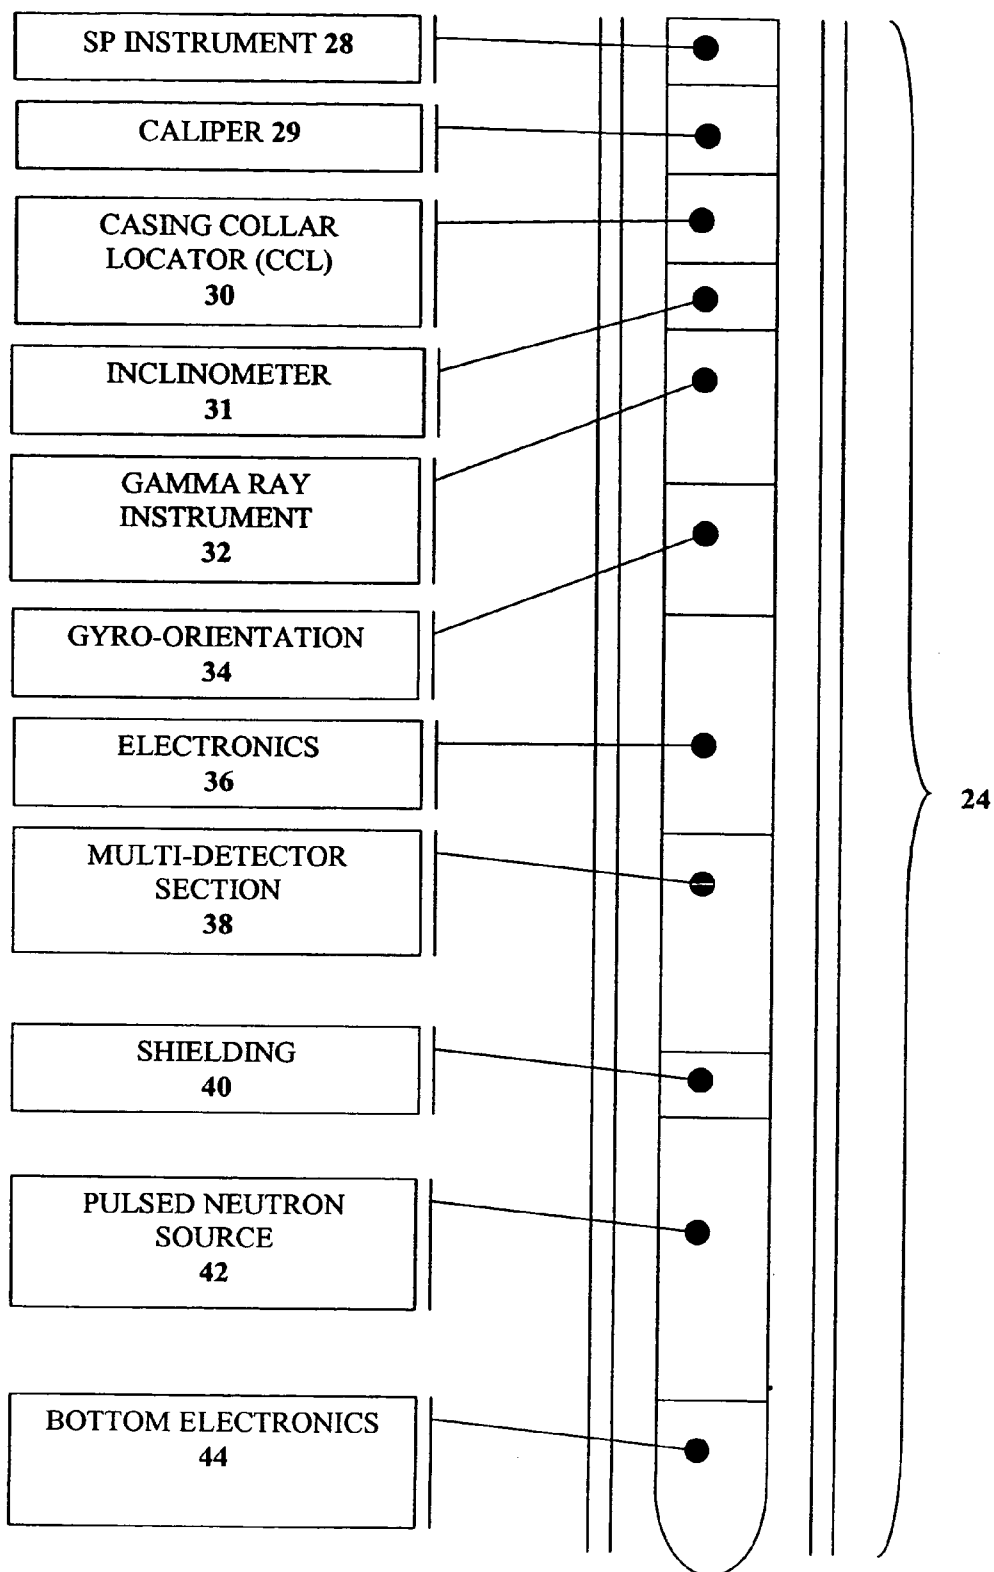 SP INSTRUMENT 28
CALIPER 29
CASING COLLAR
LOCATOR (CCL)
30
INCLINOMETER
31
GAMMA RAY
INSTRUMENT
32
GYRO-ORIENTATION
34
ELECTRONICS
36
24
MULTI-DETECTOR
SECTION
38
SHIELDING
40
PULSED NEUTRON
SOURCE
42
BOTTOM ELECTRONICS
44